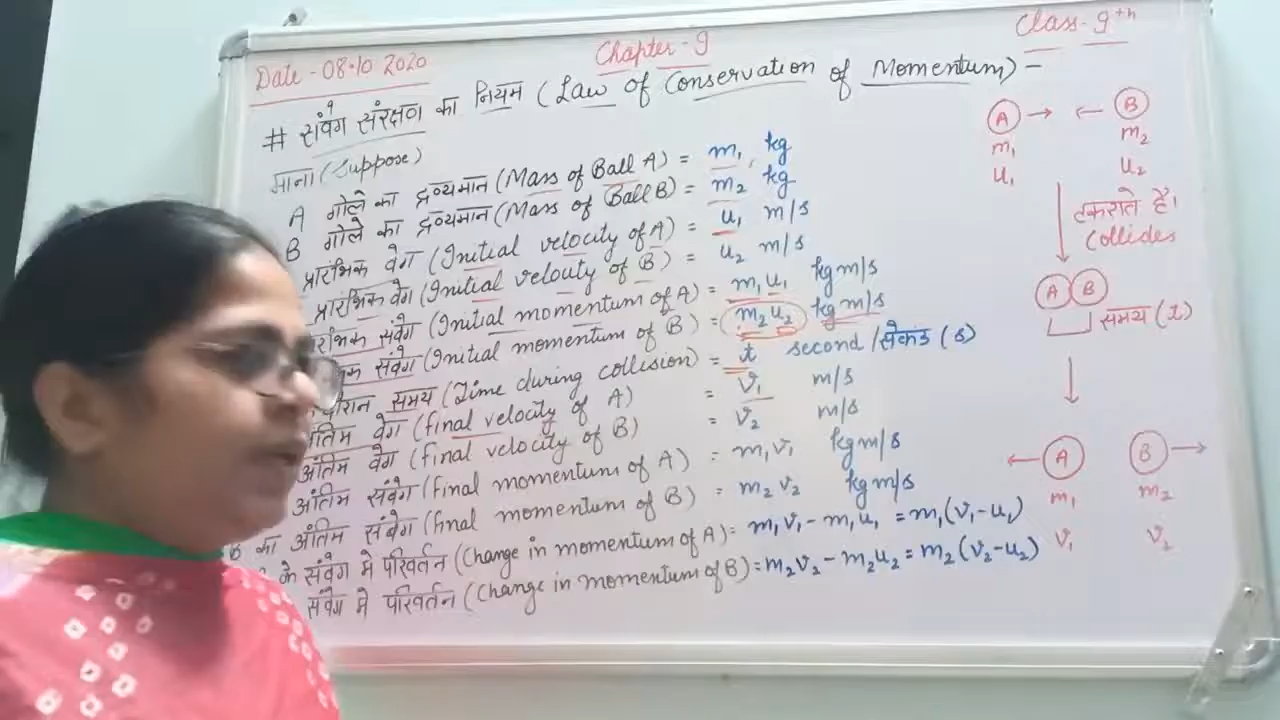 Date - 08.10 2020
Chapter - 9
Class - 9th
# संवेग संरक्षण का नियम (Law of Conservation of Momentum) -
माना (Suppose)
A गोले का द्रव्यमान (Mass of Ball A) = m₁, kg
B गोले का द्रव्यमान (Mass of Ball B) = m₂ kg
प्रारंभिक वेग (Initial velocity of A) = u₁ m/s
प्रारंभिक वेग (Initial velocity of B) = u₂ m/s
संवेग (Initial momentum of A) = m₁u₁ kgm/s
संवेग (Initial momentum of B) = m₂u₂ kgm/s
समय (Time during collision) = t second/सेकंड (s)
वेग (final velocity of A) = v₁ m/s
अंतिम वेग (final velocity of B) = v₂ m/s
अंतिम संवेग (final momentum of A) = m₁v₁ kgm/s
का अंतिम संवेग (final momentum of B) = m₂v₂ kgm/s
के संवेग मे परिवर्तन (Change in momentum of A) = m₁v₁ - m₁u₁ = m₁(v₁-u₁)
संवेग मे परिवर्तन (Change in momentum of B) = m₂v₂ - m₂u₂ = m₂(v₂-u₂)
A → ← B
m₁ m₂
u₁ u₂
टकराते हैं।
Collides
A B
समय (t)
← A B →
m₁ m₂
v₁ v₂